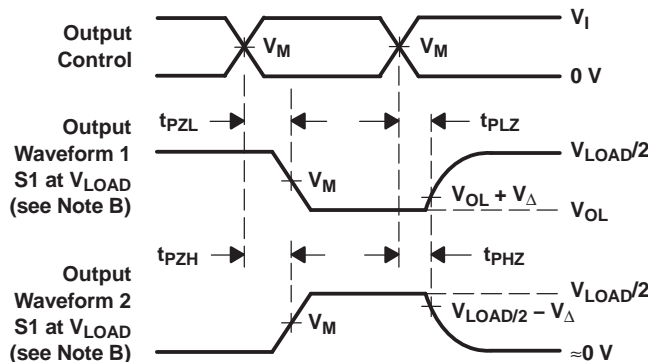 Output
Control
V_M
V_M
V_I
0 V
t_PZL
t_PLZ
Output
Waveform 1
S1 at V_LOAD
(see Note B)
V_M
V_LOAD/2
V_OL + V_Δ
V_OL
t_PZH
t_PHZ
Output
Waveform 2
S1 at V_LOAD
(see Note B)
V_M
V_LOAD/2
V_LOAD/2 – V_Δ
≈0 V